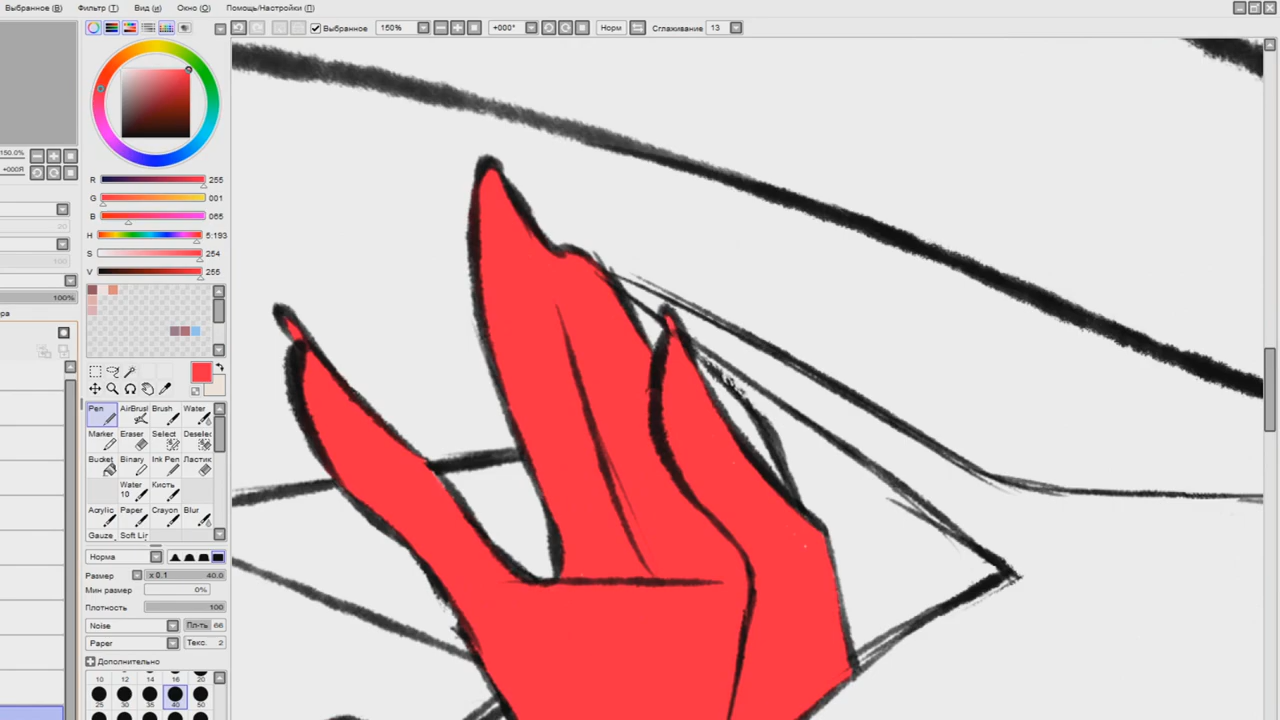 Выбранное (В) Фильтр (Т) Вид (И) Окно (О) Помощь/Настройки (П)
Выбранное 150% +000° Норм Сглаживание 13
150.0%
+000R
R 255
G 001
B 065
H 5:193
S 254
V 255
20
100
100%
ра
Pen AirBrush Brush Water
Marker Eraser Select Deselec
Bucket Binary Ink Pen Ластик
Water 10 Кисть
Acrylic Paper Crayon Blur
Gauze Soft Lir
Норма
Размер x 0.1 40.0
Мин размер 0%
Плотность 100
Noise Пл-ть 66
Paper Текс. 2
Дополнительно
10 12 14 16 20
25 30 35 40 50